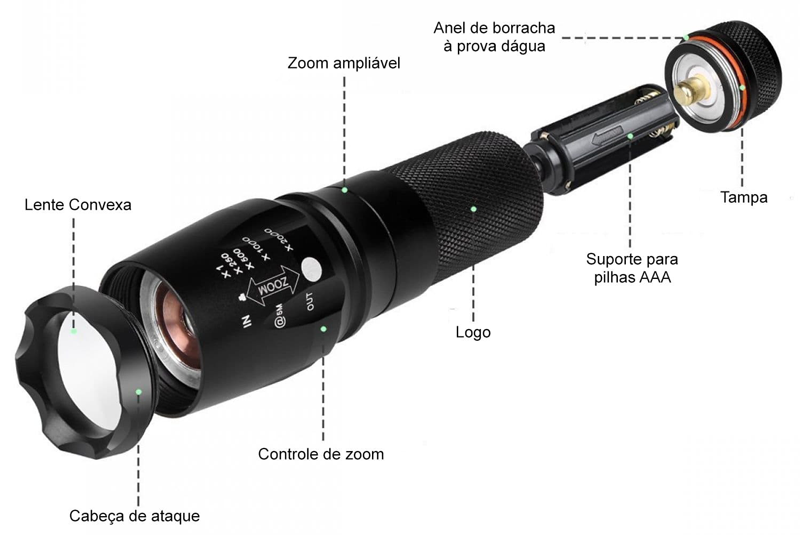 Anel de borracha
à prova dágua
Zoom ampliável
Lente Convexa
Tampa
Suporte para
pilhas AAA
Logo
Controle de zoom
Cabeça de ataque
X 1
X 250
X 500
X 1000
X 2000
ZOOM
IN
@6M
OUT